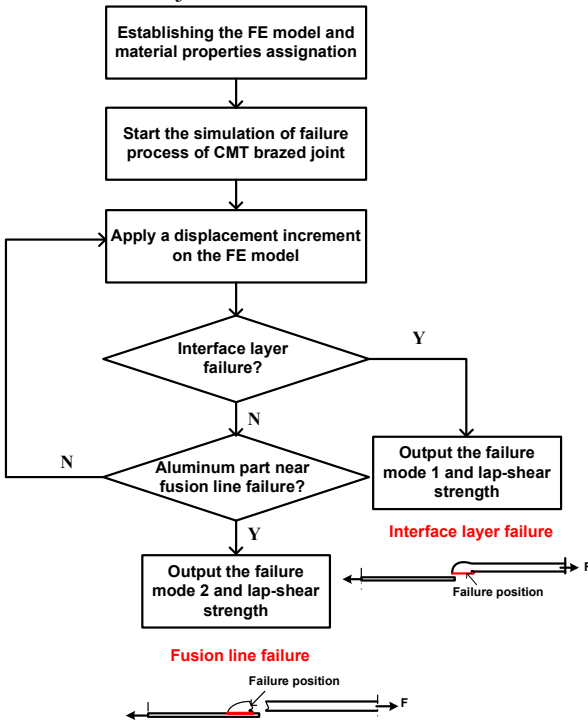 Establishing the FE model and
material properties assignation
Start the simulation of failure
process of CMT brazed joint
Apply a displacement increment
on the FE model
Interface layer
failure?
Y
N
Output the failure
mode 1 and lap-shear
strength
Interface layer failure
F
Failure position
Aluminum part near
fusion line failure?
N
Y
Output the failure
mode 2 and lap-shear
strength
Fusion line failure
Failure position
F